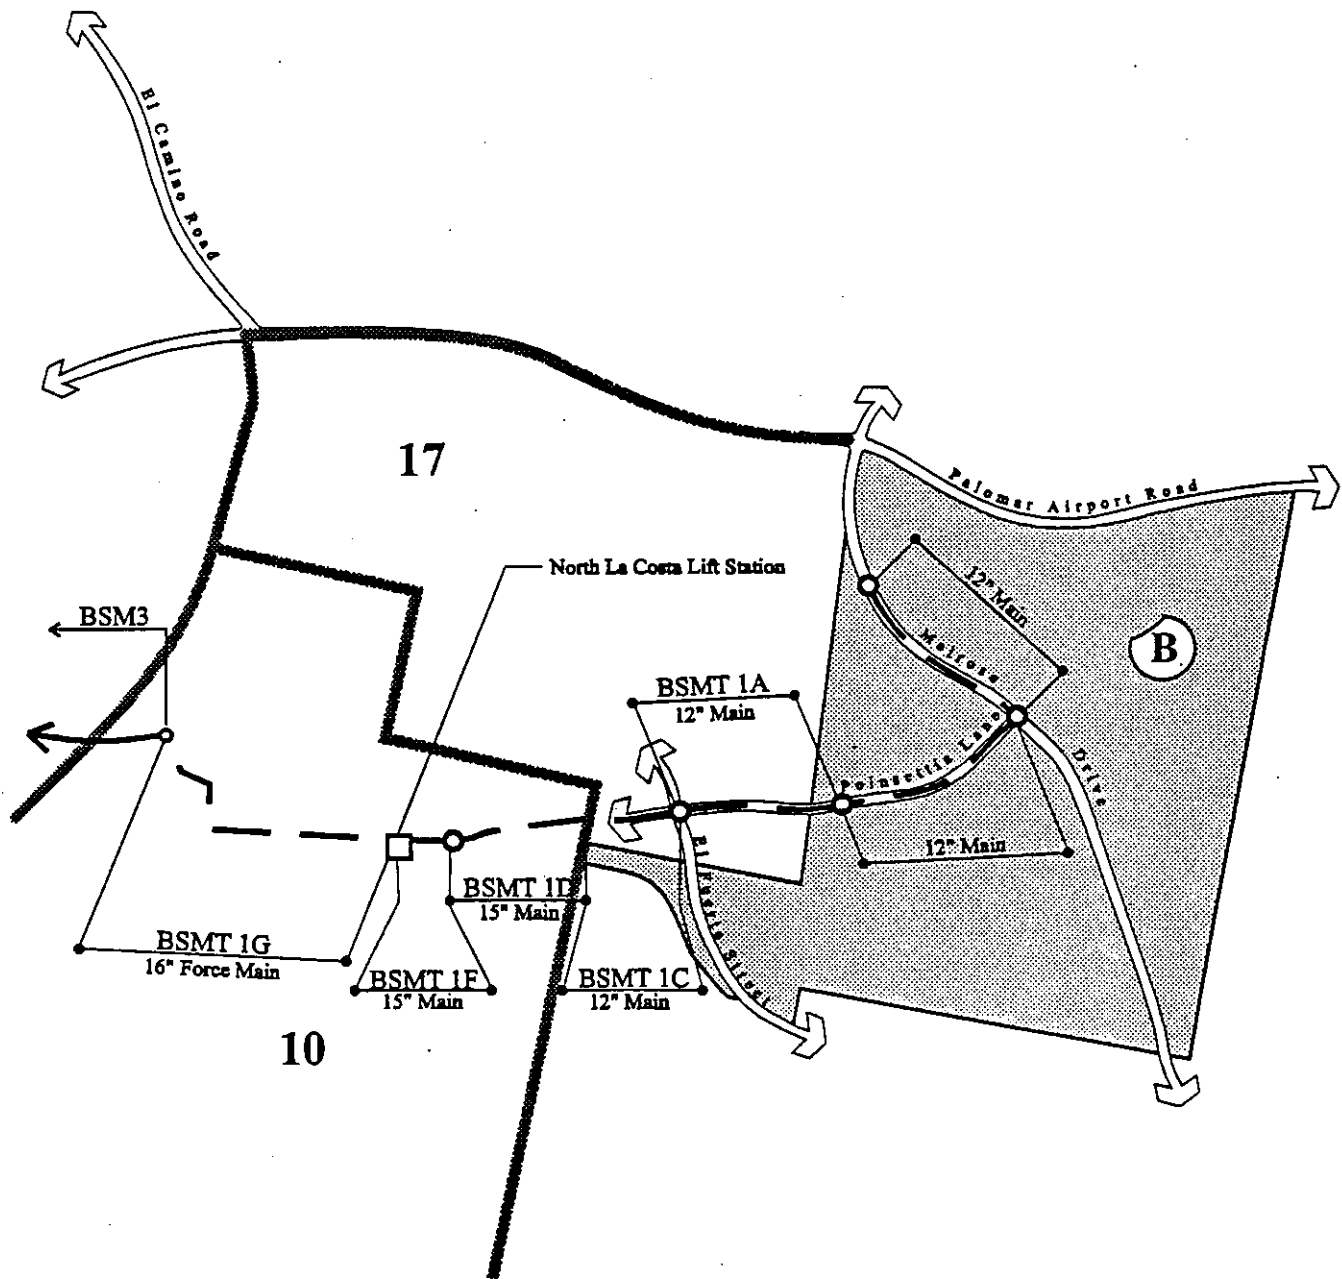 El Camino Road
17
Palomar Airport Road
North La Costa Lift Station
12" Main
BSM3
B
Melrose
BSMT 1A
12" Main
Poinsettia Lane
Drive
12" Main
El Fuerte Street
BSMT 1D
15" Main
BSMT 1G
16" Force Main
BSMT 1F
15" Main
BSMT 1C
12" Main
10